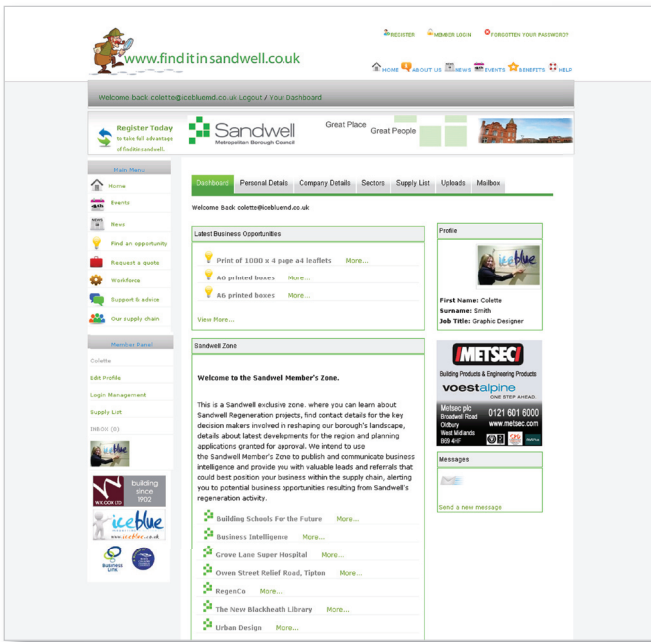 REGISTER MEMBER LOGIN FORGOTTEN YOUR PASSWORD?
www.finditinsandwell.co.uk
HOME ABOUT US NEWS EVENTS BENEFITS HELP
Welcome back colette@icebluemd.co.uk Logout / Your Dashboard
Register Today
to take full advantage
of finditinsandwell.
Sandwell
Metropolitan Borough Council
Great Place
Great People
Main Menu
Home
Events
News
Find an opportunity
Request a quote
Workforce
Support & advice
Our supply chain
Member Panel
Colette
Edit Profile
Login Management
Supply List
INBOX (0)
iceblue
W.K.COX LTD
building
since
1902
iceblue
www.iceblue.co.uk
BUSINESS
LINK
Dashboard Personal Details Company Details Sectors Supply List Uploads Mailbox
Welcome Back colette@icebluemd.co.uk
Latest Business Opportunities
Print of 1000 x 4 page a4 leaflets More...
A6 printed boxes More...
A6 printed boxes More...
View More...
Sandwell Zone
Welcome to the Sandwel Member's Zone.
This is a Sandwell exclusive zone. where you can learn about
Sandwell Regeneration projects, find contact details for the key
decision makers involved in reshaping our borough's landscape,
details about latest developments for the region and planning
applications granted for aproval. We intend to use
the Sandwell Member's Zone to publish and communicate business
intelligence and provide you with valuable leads and referrals that
could best position your business within the supply chain, alerting
you to potential business opportunities resulting from Sandwell's
regeneration activity.
Building Schools For the Future More...
Business Intelligence More...
Grove Lane Super Hospital More...
Owen Street Relief Road, Tipton More...
RegenCo More...
The New Blackheath Library More...
Urban Design More...
Profile
iceblue
First Name: Colette
Surname: Smith
Job Title: Graphic Designer
METSEC
Building Products & Engineering Products
voestalpine
ONE STEP AHEAD.
Metsec plc
Broadwell Road
Oldbury
West Midlands
B69 4HF
0121 601 6000
www.metsec.com
Messages
Send a new message